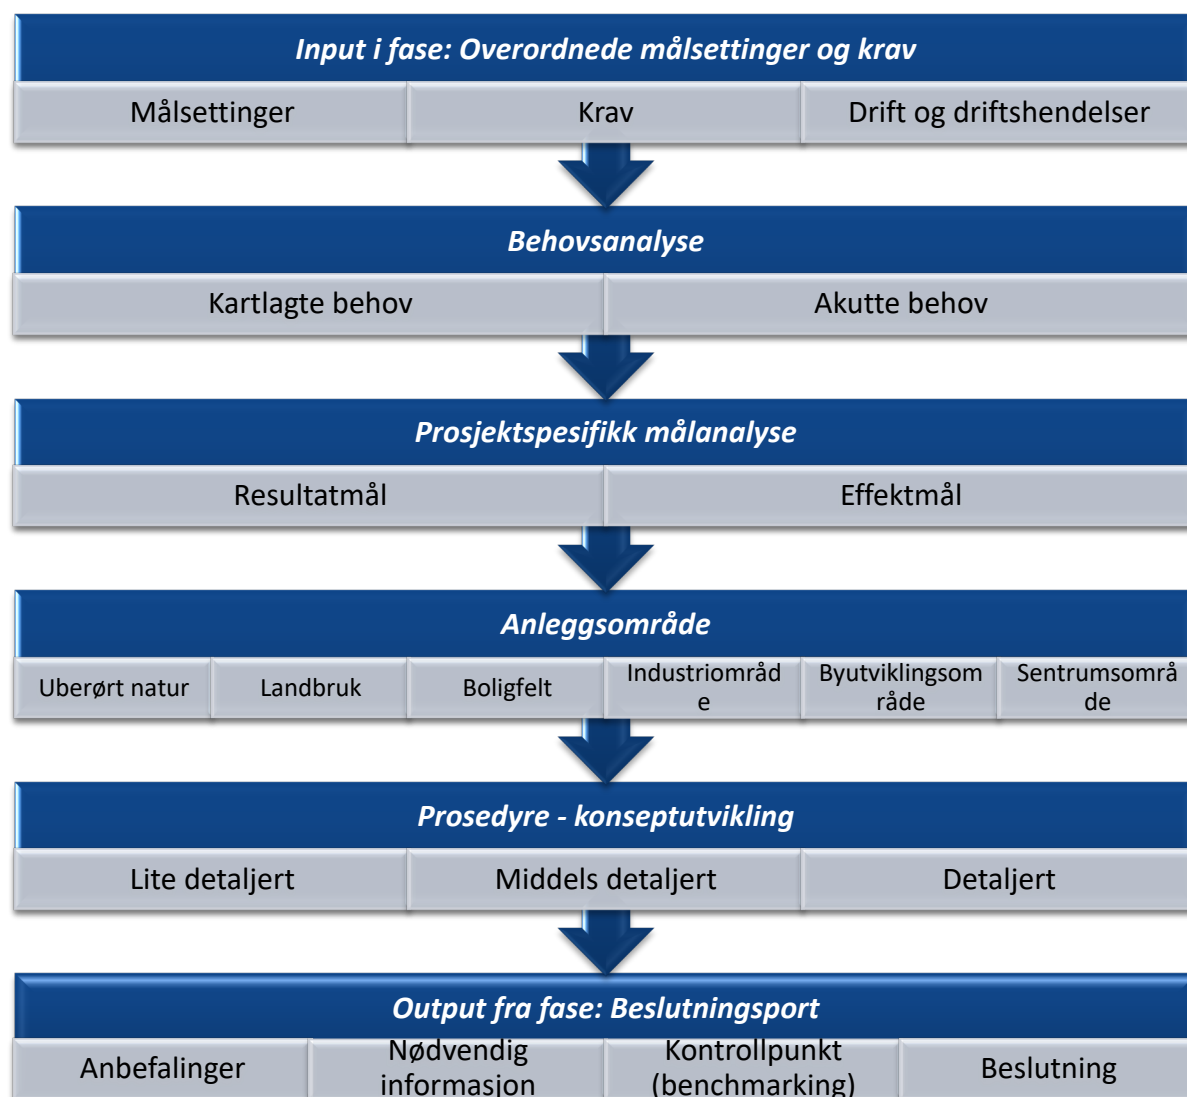 Input i fase: Overordnede målsettinger og krav
Målsettinger
Krav
Drift og driftshendelser
Behovsanalyse
Kartlagte behov
Akutte behov
Prosjektspesifikk målanalyse
Resultatmål
Effektmål
Anleggsområde
Uberørt natur
Landbruk
Boligfelt
Industriområd
e
Byutviklingsom
råde
Sentrumsområ
de
Prosedyre - konseptutvikling
Lite detaljert
Middels detaljert
Detaljert
Output fra fase: Beslutningsport
Anbefalinger
Nødvendig
informasjon
Kontrollpunkt
(benchmarking)
Beslutning